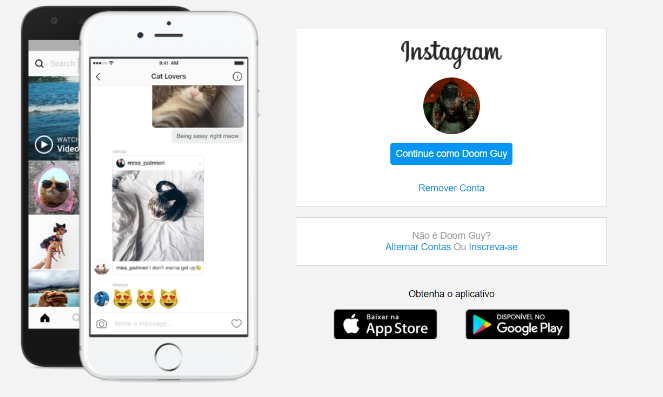 Search
WATCH
Video
9:41 AM
Cat Lovers
Being sassy right meow
miss_palmieri
miss_palmieri I don't wanna get up
Write a message...
Instagram
Continue como Doom Guy
Remover Conta
Não é Doom Guy?
Alternar Contas Ou Inscreva-se
Obtenha o aplicativo
Baixar na
App Store
DISPONÍVEL NO
Google Play